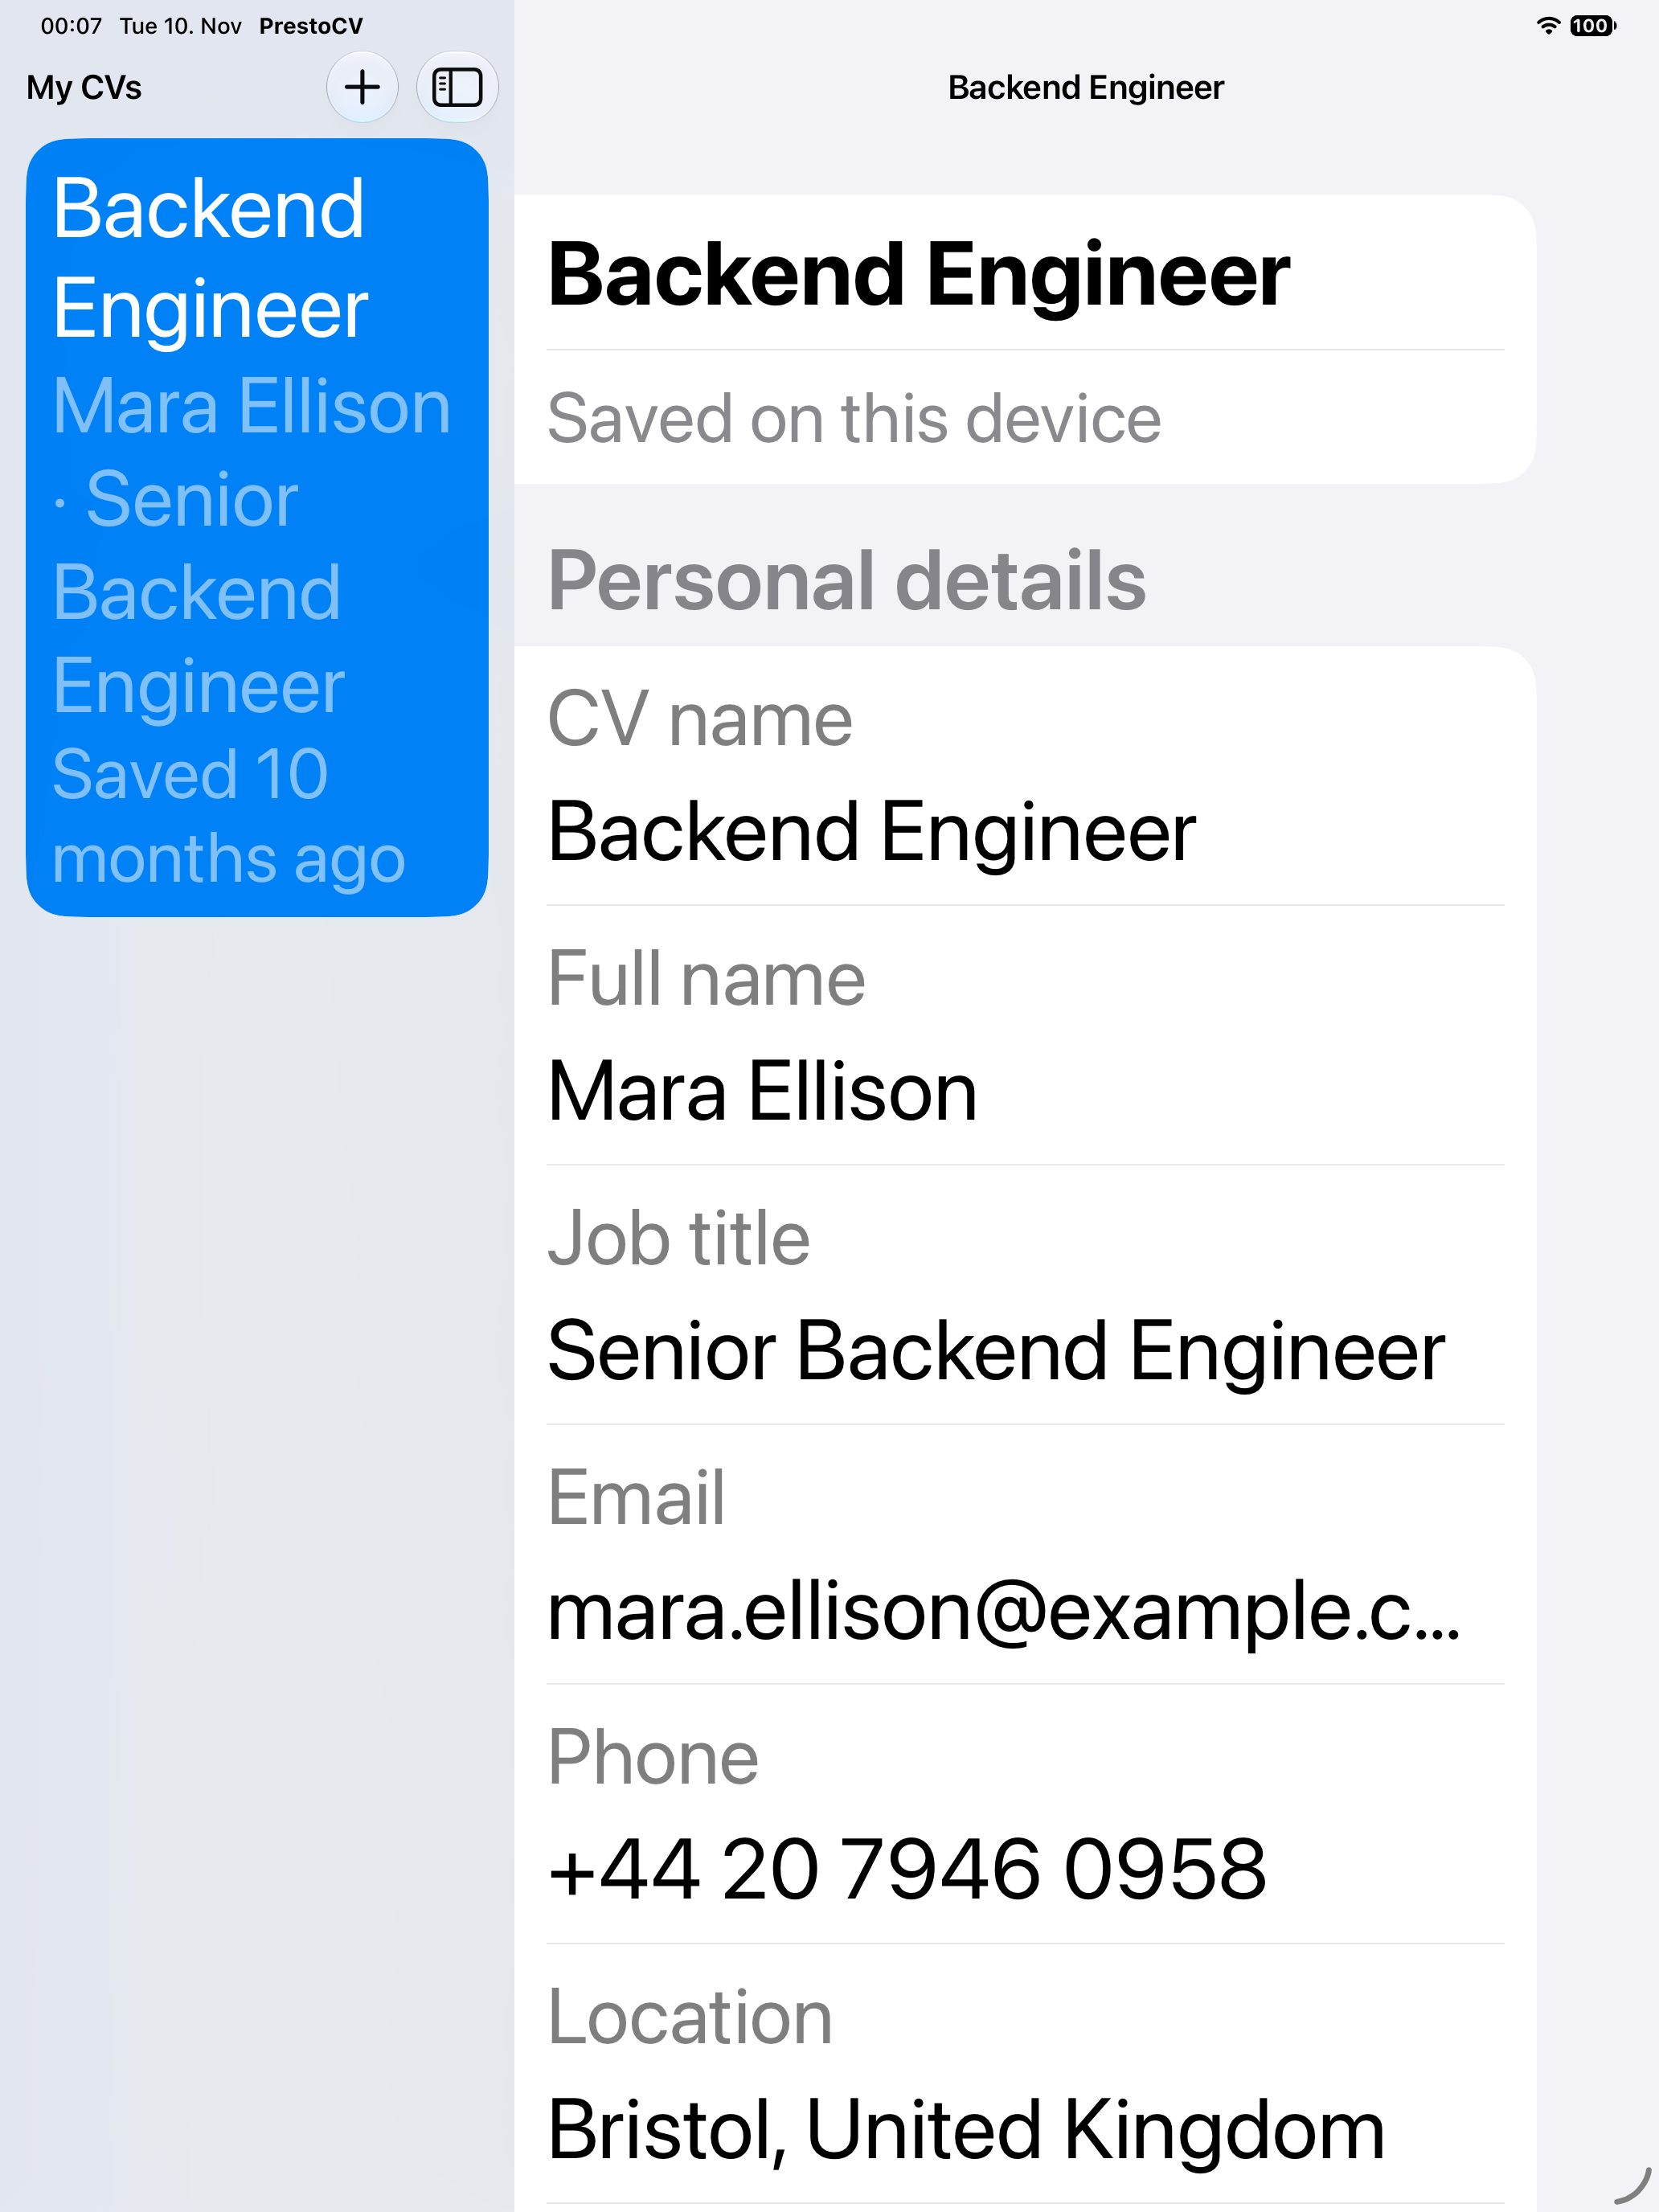 00:07 Tue 10. Nov PrestoCV
100
My CVs
Backend Engineer
Backend
Engineer
Mara Ellison
· Senior
Backend
Engineer
Saved 10
months ago
Backend Engineer
Saved on this device
Personal details
CV name
Backend Engineer
Full name
Mara Ellison
Job title
Senior Backend Engineer
Email
mara.ellison@example.c...
Phone
+44 20 7946 0958
Location
Bristol, United Kingdom